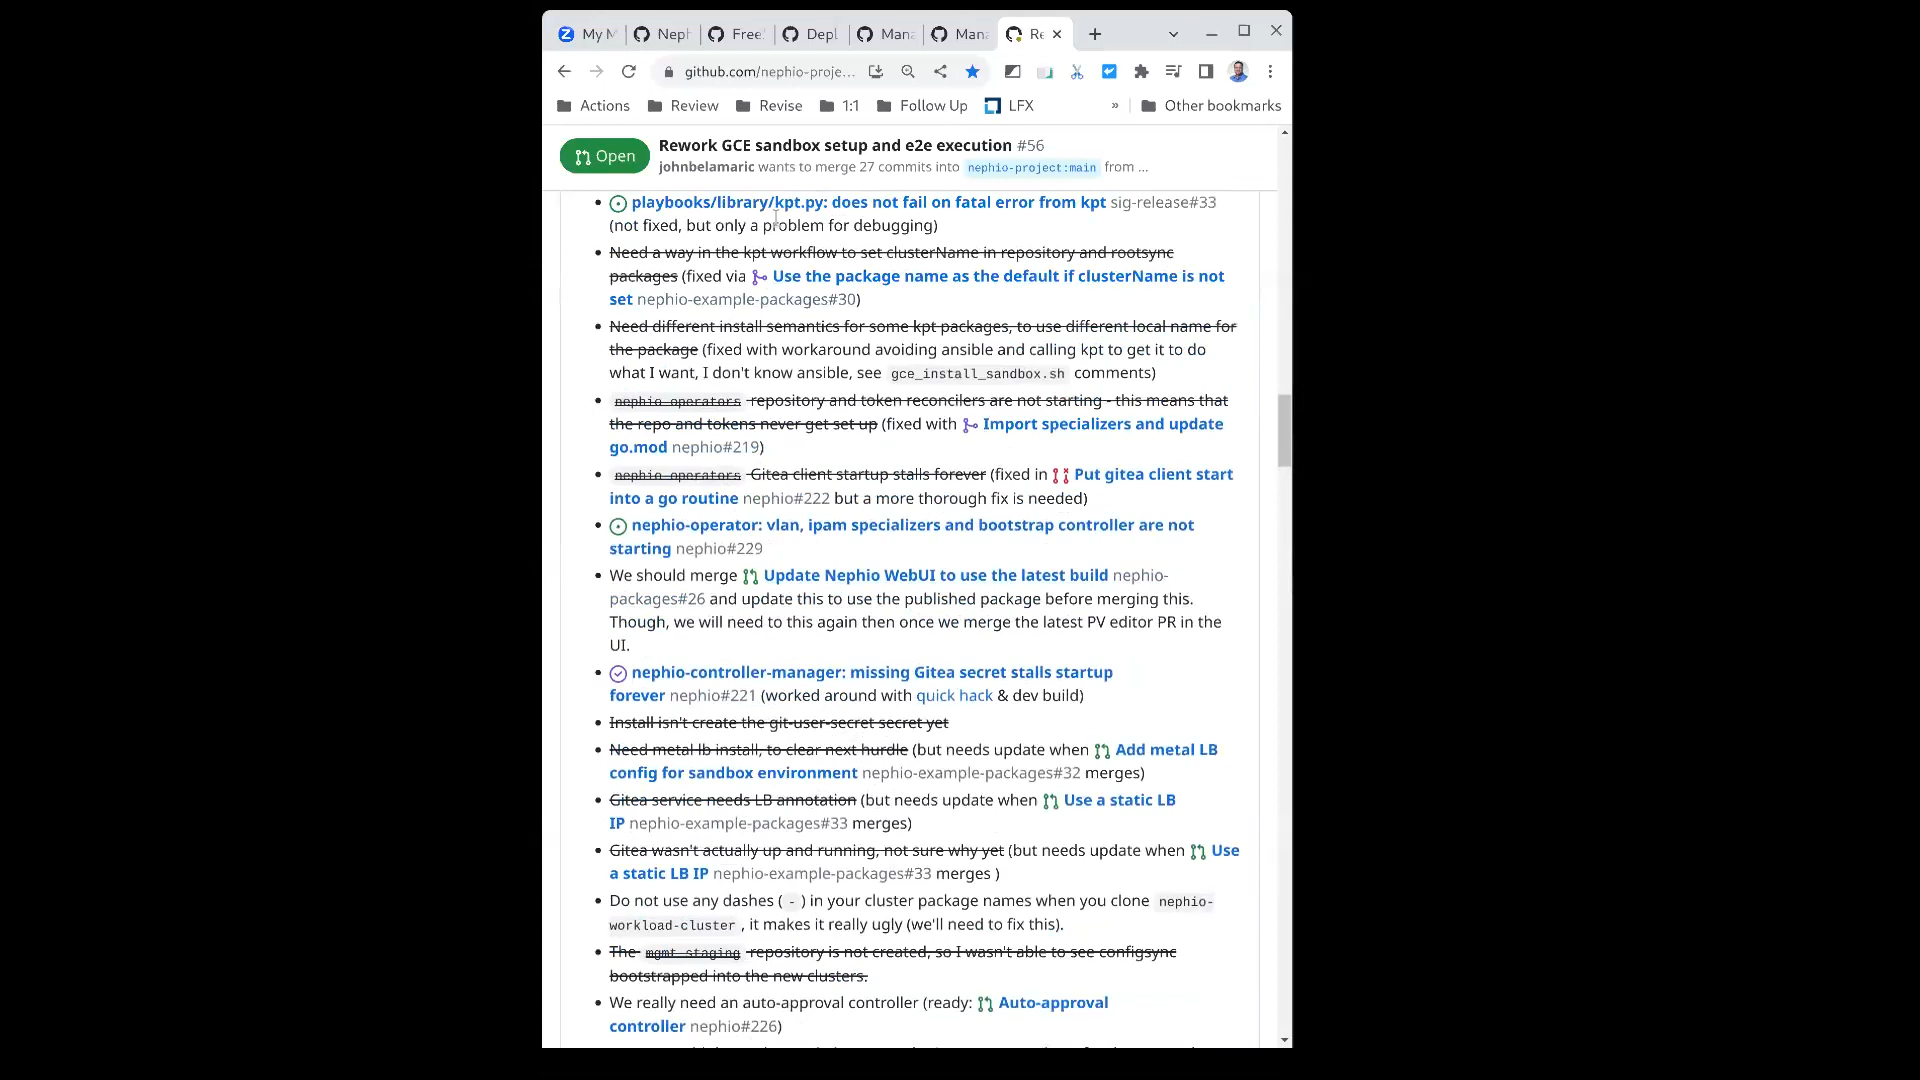 My M
Neph
Free
Depl
Mana
Mana
Re
github.com/nephio-proje...
Actions
Review
Revise
1:1
Follow Up
LFX
»
Other bookmarks
Open
Rework GCE sandbox setup and e2e execution #56
johnbelamaric wants to merge 27 commits into nephio-project:main from ...
playbooks/library/kpt.py: does not fail on fatal error from kpt sig-release#33
(not fixed, but only a problem for debugging)
Need a way in the kpt workflow to set clusterName in repository and rootsync
packages (fixed via Use the package name as the default if clusterName is not
set nephio-example-packages#30)
Need different install semantics for some kpt packages, to use different local name for
the package (fixed with workaround avoiding ansible and calling kpt to get it to do
what I want, I don't know ansible, see gce_install_sandbox.sh comments)
nephio-operators repository and token reconcilers are not starting - this means that
the repo and tokens never get set up (fixed with Import specializers and update
go.mod nephio#219)
nephio-operators Gitea client startup stalls forever (fixed in Put gitea client start
into a go routine nephio#222 but a more thorough fix is needed)
nephio-operator: vlan, ipam specializers and bootstrap controller are not
starting nephio#229
We should merge Update Nephio WebUI to use the latest build nephio-
packages#26 and update this to use the published package before merging this.
Though, we will need to this again then once we merge the latest PV editor PR in the
UI.
nephio-controller-manager: missing Gitea secret stalls startup
forever nephio#221 (worked around with quick hack & dev build)
Install isn't create the git-user-secret secret yet
Need metal lb install, to clear next hurdle (but needs update when Add metal LB
config for sandbox environment nephio-example-packages#32 merges)
Gitea service needs LB annotation (but needs update when Use a static LB
IP nephio-example-packages#33 merges)
Gitea wasn't actually up and running, not sure why yet (but needs update when Use
a static LB IP nephio-example-packages#33 merges )
Do not use any dashes ( - ) in your cluster package names when you clone nephio-
workload-cluster , it makes it really ugly (we'll need to fix this).
The mgmt-staging repository is not created, so I wasn't able to see configsync
bootstrapped into the new clusters.
We really need an auto-approval controller (ready: Auto-approval
controller nephio#226)